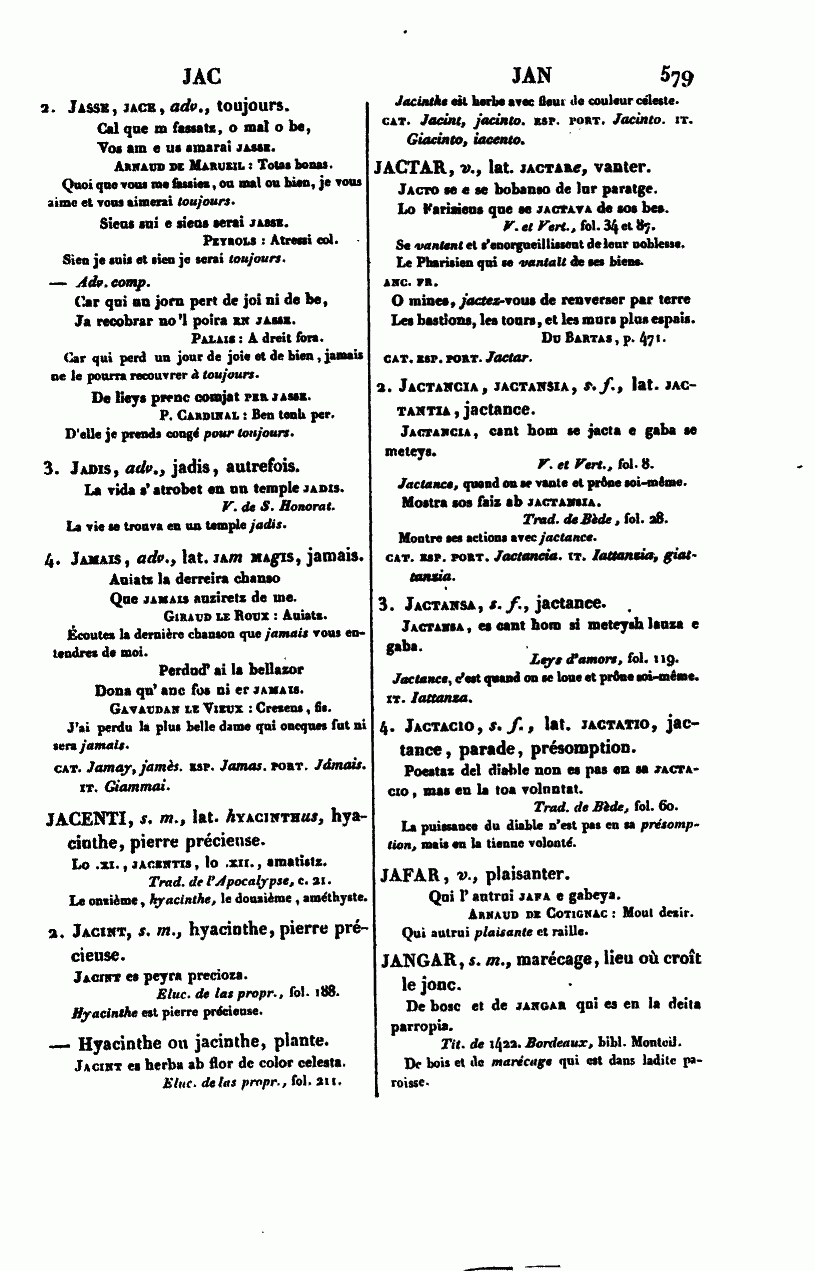 JAC
JAN 579
2. JASSE, JACE, adv., toujours.
Cal que m fassatz, o mal o be,
Vos am e us amarai JASSE.
ARNAUD DE MARUEIL : Totas bonas.
Quoi que vous me fassiez, ou mal ou bien, je vous
aime et vous aimerai toujours.
Siens sui e siens serai JASSE.
PEYROLS : Atressi col.
Sien je suis et sien je serai toujours.
— Adv. comp.
Car qui un jorn pert de joi ni de be,
Ja recobrar no'l poira EN JASSE.
PALAIS : A dreit fora.
Car qui perd un jour de joie et de bien, jamais
ne le pourra recouvrer à toujours.
De lieys prenc comjat PER JASSE.
P. CARDINAL : Ben tenh per.
D'elle je prends congé pour toujours.
3. JADIS, adv., jadis, autrefois.
La vida s'atrobet en un temple JADIS.
V. de S. Honorat.
La vie se trouva en un temple jadis.
4. JAMAIS, adv., lat. JAM MAGIS, jamais.
Auiatz la derreira chanso
Que JAMAIS auziretz de me.
GIRAUD LE ROUX : Auiatz.
Écoutez la dernière chanson que jamais vous en-
tendrez de moi.
Perdud' ai la bellazor
Dona qu'anc fos ni er JAMAIS.
GAVAUDAN LE VIEUX : Crezens, fis.
J'ai perdu la plus belle dame qui oncques fut ni
sera jamais.
CAT. Jamay, jamès. ESP. Jamas. PORT. Jámais.
IT. Giammai.
JACENTI, s. m., lat. HYACINTHUS, hya-
cinthe, pierre précieuse.
Lo .XI., JACENTIS, lo .XII., amatistz.
Trad. de l'Apocalypse, c. 21.
Le onzième, hyacinthe, le douzième, améthyste.
2. JACINT, s. m., hyacinthe, pierre pré-
cieuse.
JACINT es peyra precioza.
Eluc. de las propr., fol. 188.
Hyacinthe est pierre précieuse.
— Hyacinthe ou jacinthe, plante.
JACINT es herba ab flor de color celesta.
Eluc. de las propr., fol. 211.
Jacinthe est herbe avec fleur de couleur céleste.
CAT. Jacint, jacinto. ESP. PORT. Jacinto. IT.
Giacinto, iacento.
JACTAR, v., lat. JACTARE, vanter.
JACTO se e se bobanso de lur paratge.
Lo Farisieus que se JACTAVA de sos bes.
V. et Vert., fol. 34 et 87.
Se vantent et s'enorgueillissent de leur noblesse.
Le Pharisien qui se vantait de ses biens.
ANC. FR.
O mines, jactez-vous de renverser par terre
Les bastions, les tours, et les murs plus espais.
DU BARTAS, p. 471.
CAT. ESP. PORT. Jactar.
2. JACTANCIA, JACTANSIA, s. f., lat. JAC-
TANTIA, jactance.
JACTANCIA, cant hom se jacta e gaba se
meteys.
V. et Vert., fol. 8.
Jactance, quand on se vante et prône soi-même.
Mostra sos faiz ab JACTANSIA.
Trad. de Bède, fol. 28.
Montre ses actions avec jactance.
CAT. ESP. PORT. Jactancia. IT. Iattanzia, giat-
tanzia.
3. JACTANSA, s. f., jactance.
JACTANSA, es cant hom si meteysh lauza e
gaba.
Leys d'amors, fol. 119.
Jactance, c'est quand on se loue et prône soi-même.
IT. Iattanza.
4. JACTACIO, s. f., lat. JACTATIO, jac-
tance, parade, présomption.
Poestaz del diable non es pas en sa JACTA-
CIO, mas en la toa voluntat.
Trad. de Bède, fol. 60.
La puissance du diable n'est pas en sa présomp-
tion, mais en la tienne volonté.
JAFAR, v., plaisanter.
Qui l'autrui JAFA e gabeya.
ARNAUD DE COTIGNAC : Mout dezir.
Qui autrui plaisante et raille.
JANGAR, s. m., marécage, lieu où croît
le jonc.
De bosc et de JANGAR qui es en la deita
parropia.
Tit. de 1422. Bordeaux, bibl. Monteil.
De bois et de marécage qui est dans ladite pa-
roisse.